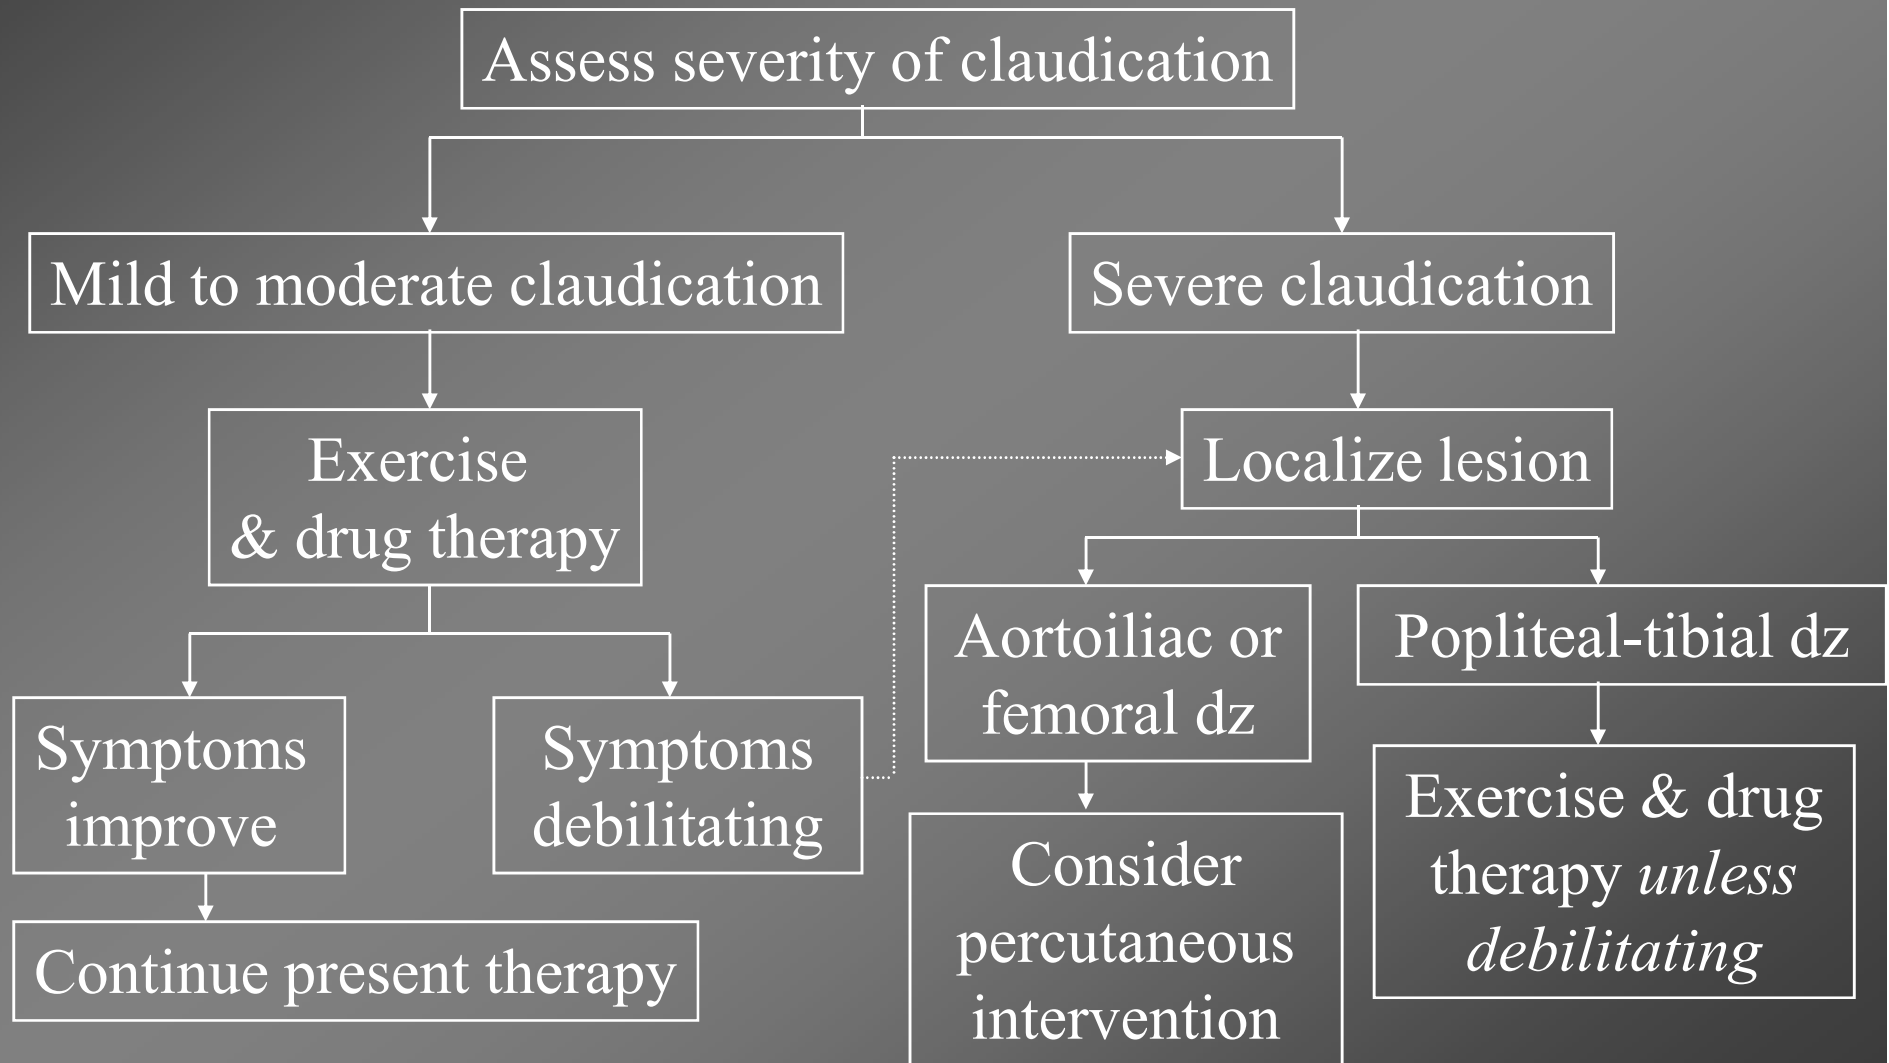 Assess severity of claudication
Mild to moderate claudication
Severe claudication
Exercise
& drug therapy
Localize lesion
Symptoms
improve
Symptoms
debilitating
Aortoiliac or
femoral dz
Popliteal-tibial dz
Continue present therapy
Consider
percutaneous
intervention
Exercise & drug
therapy unless
debilitating